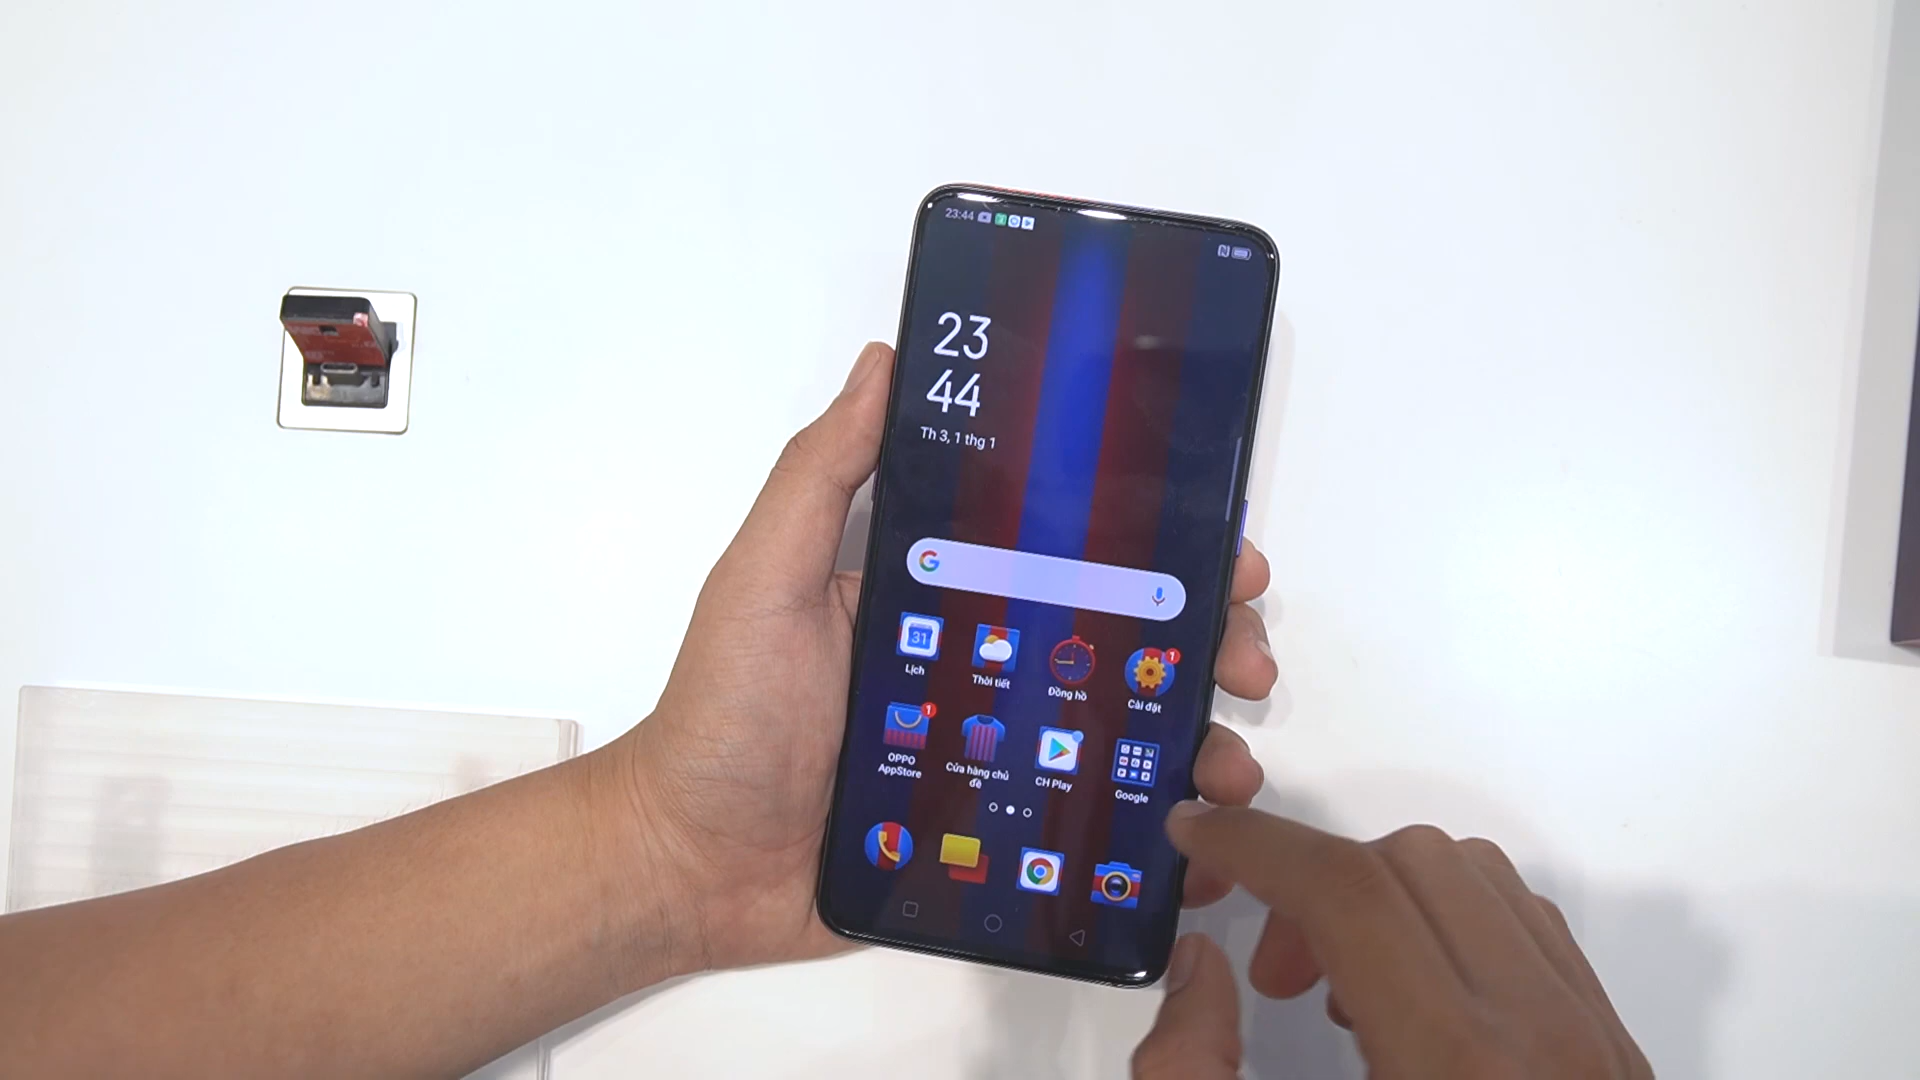 23:44
23
44
Th 3, 1 thg 1
G
31
Lịch
Thời tiết
Đồng hồ
1
Cài đặt
1
OPPO
AppStore
Cửa hàng chủ
đề
CH Play
Google